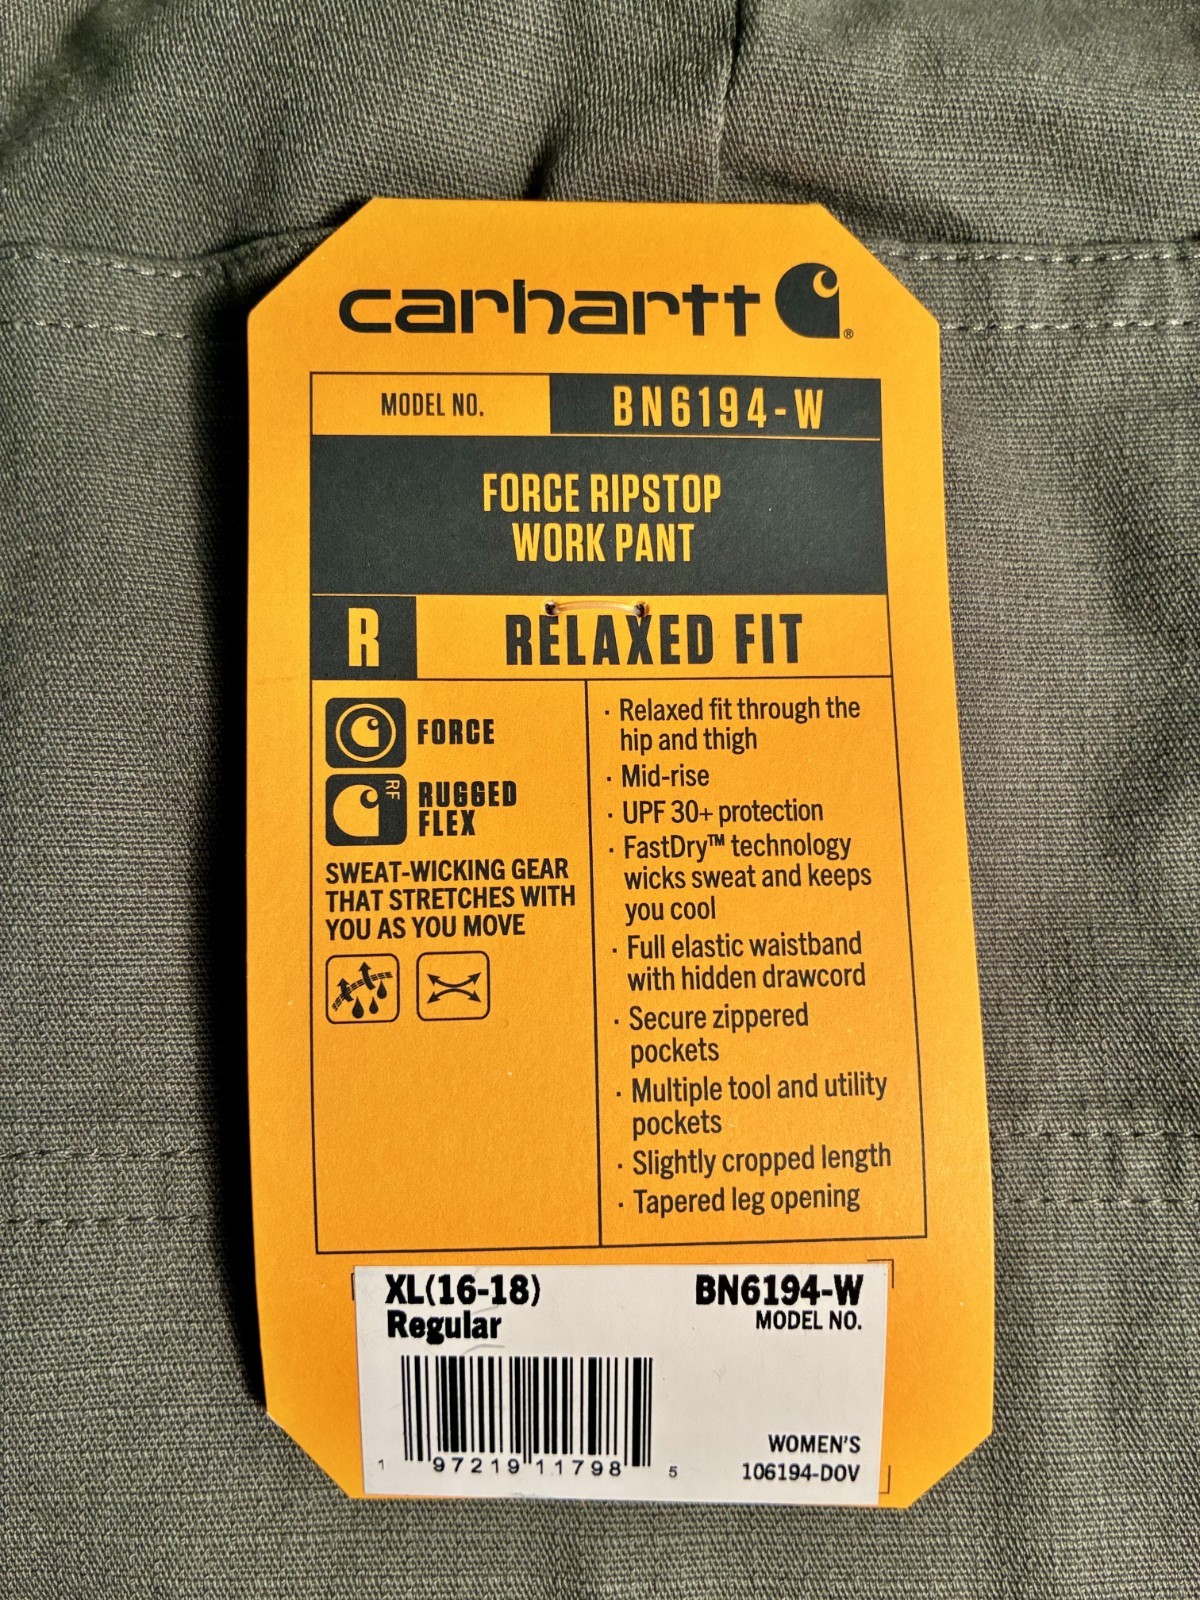 carhartt
MODEL NO.
BN6194-W
FORCE RIPSTOP
WORK PANT
R
RELAXED FIT
FORCE
RF
RUGGED
FLEX
SWEAT-WICKING GEAR
THAT STRETCHES WITH
YOU AS YOU MOVE
· Relaxed fit through the
hip and thigh
· Mid-rise
· UPF 30+ protection
· FastDry™ technology
wicks sweat and keeps
you cool
· Full elastic waistband
with hidden drawcord
· Secure zippered
pockets
· Multiple tool and utility
pockets
· Slightly cropped length
· Tapered leg opening
XL(16-18)
Regular
BN6194-W
MODEL NO.
1 97219 11798 5
WOMEN'S
106194-DOV